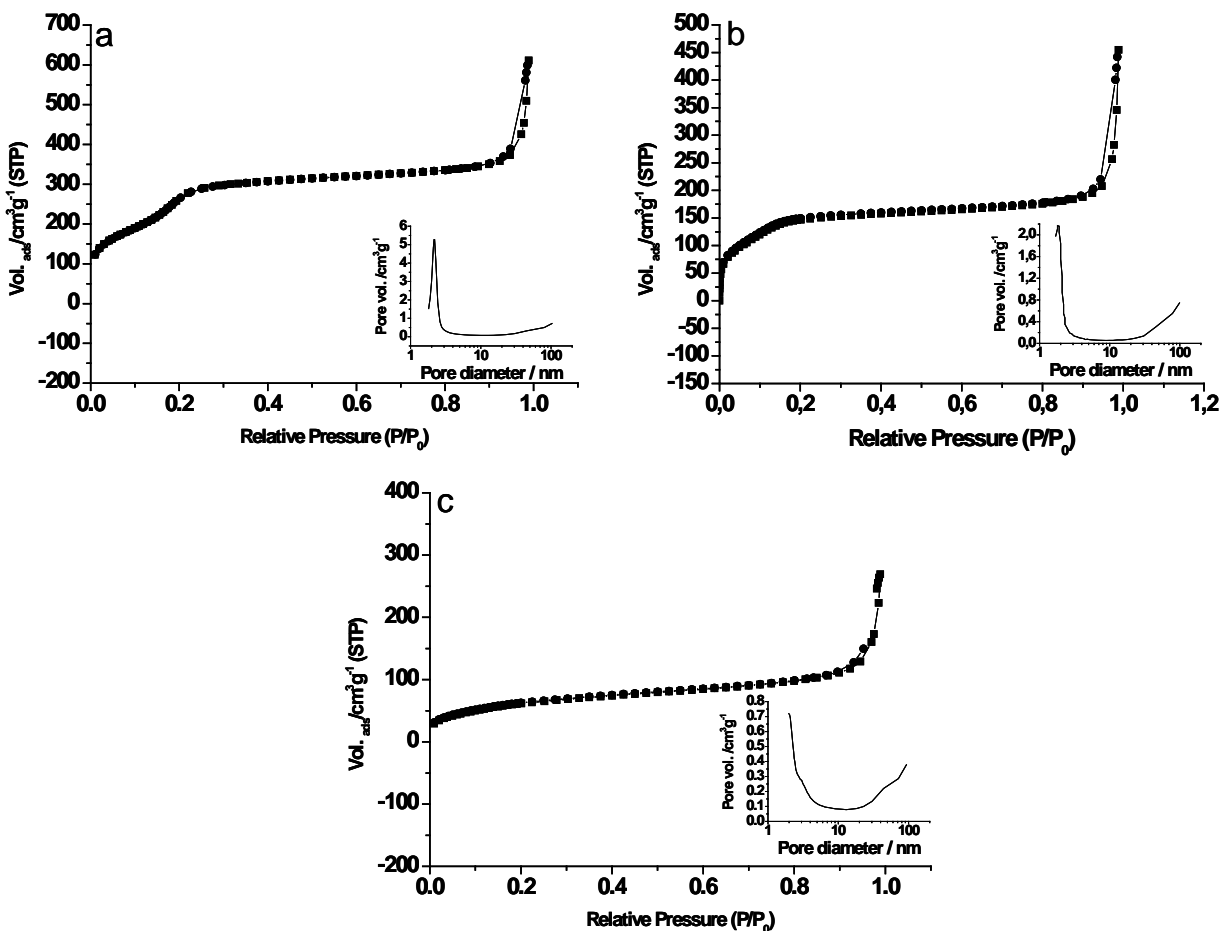 a
700
600
500
400
300
200
100
0
-100
-200
Vol. ads/cm³g⁻¹ (STP)
0.0 0.2 0.4 0.6 0.8 1.0
Relative Pressure (P/P₀)
6
5
4
3
2
1
0
Pore vol. /cm³g⁻¹
1 10 100
Pore diameter / nm
b
500
450
400
350
300
250
200
150
100
50
0
-50
-100
-150
Vol. ads/cm³g⁻¹ (STP)
0,0 0,2 0,4 0,6 0,8 1,0 1,2
Relative Pressure (P/P₀)
2,0
1,6
1,2
0,8
0,4
0,0
Pore vol. /cm³g⁻¹
1 10 100
Pore diameter / nm
c
400
300
200
100
0
-100
-200
Vol. ads/cm³g⁻¹ (STP)
0.0 0.2 0.4 0.6 0.8 1.0
Relative Pressure (P/P₀)
0.8
0.7
0.6
0.5
0.4
0.3
0.2
0.1
0.0
Pore vol. /cm³g⁻¹
1 10 100
Pore diameter / nm